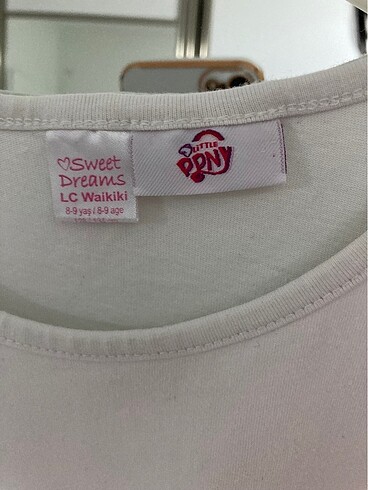 ♡Sweet
Dreams
LC Waikiki
8-9 yaş / 8-9 age
LITTLE
PONY